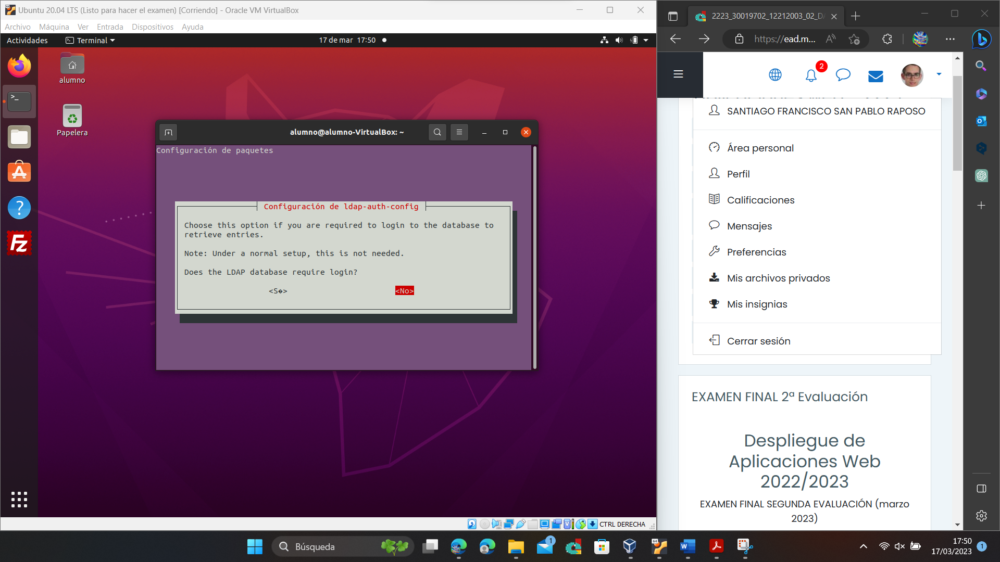 Ubuntu 20.04 LTS (Listo para hacer el examen) [Corriendo] - Oracle VM VirtualBox
Archivo Máquina Ver Entrada Dispositivos Ayuda
Actividades Terminal 17 de mar 17:50
alumno
Papelera
alumno@alumno-VirtualBox: ~
Configuración de paquetes
Configuración de ldap-auth-config
Choose this option if you are required to login to the database to
retrieve entries.
Note: Under a normal setup, this is not needed.
Does the LDAP database require login?
<S�> <No>
CTRL DERECHA
2223_30019702_12212003_02_DA
https://ead.m...
2
SANTIAGO FRANCISCO SAN PABLO RAPOSO
Área personal
Perfil
Calificaciones
Mensajes
Preferencias
Mis archivos privados
Mis insignias
Cerrar sesión
EXAMEN FINAL 2ª Evaluación
Despliegue de
Aplicaciones Web
2022/2023
EXAMEN FINAL SEGUNDA EVALUACIÓN (marzo
2023)
Búsqueda
1
64
17:50
17/03/2023
1